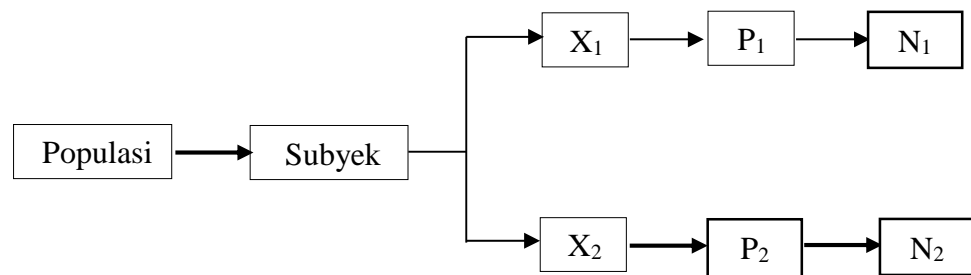 X₁ P₁ N₁
Populasi Subyek
X₂ P₂ N₂